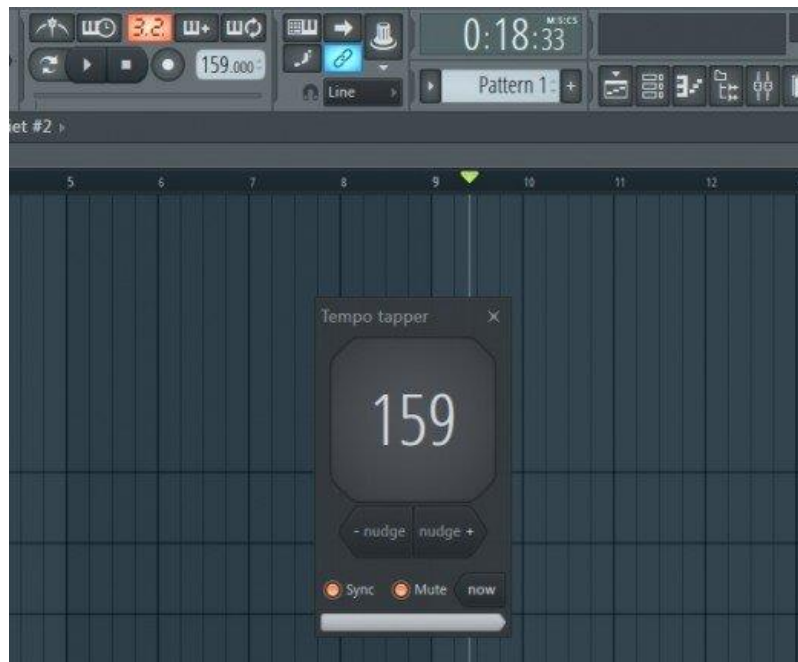 3.2.
0:18:33
M:S:CS
159.000
Line
Pattern 1
+
iet #2
5 6 7 8 9 10 11 12
Tempo tapper
159
- nudge nudge +
Sync Mute now